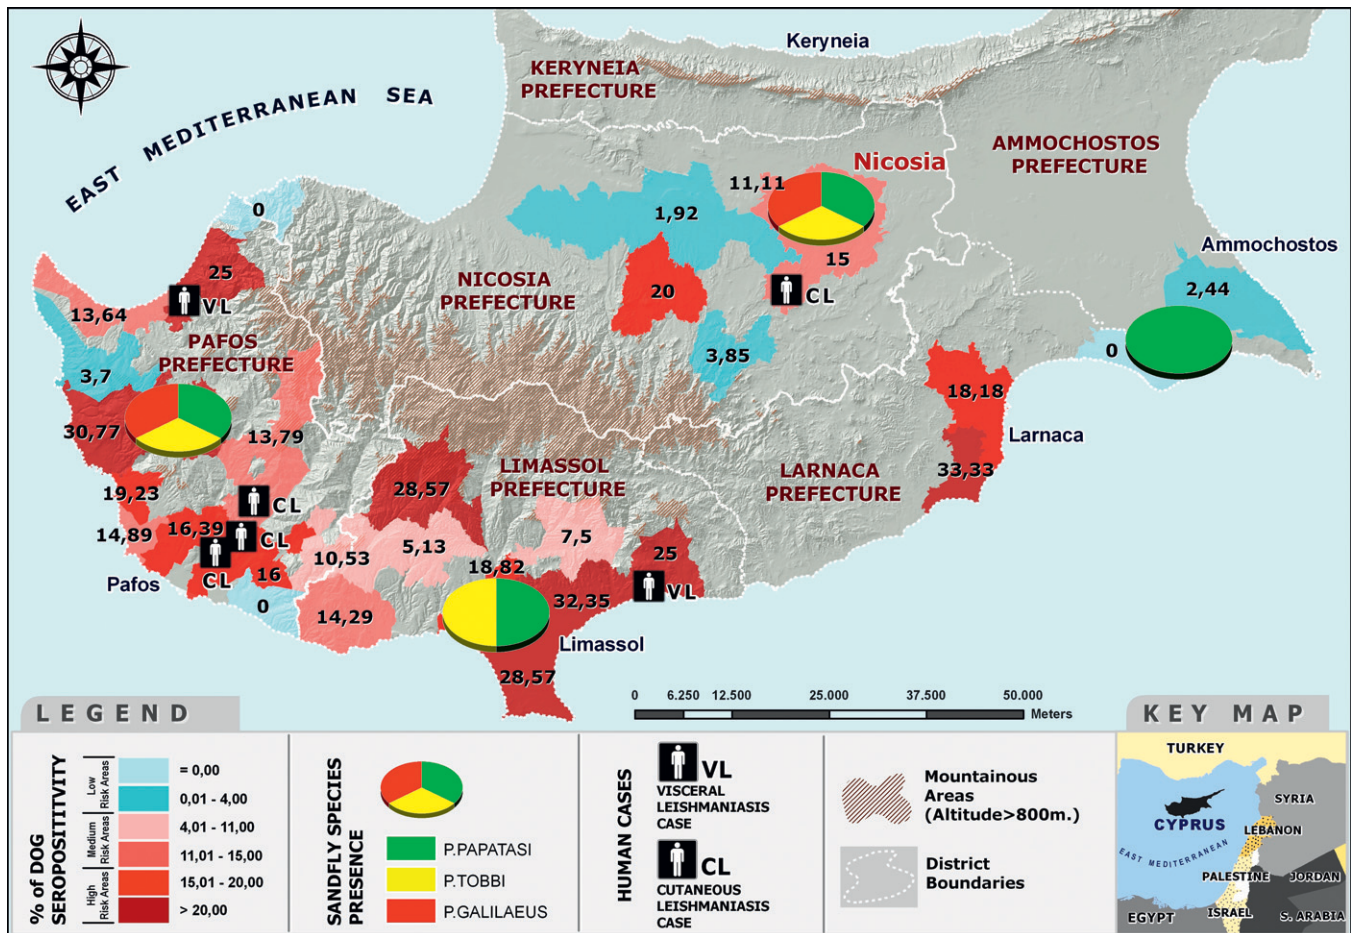 Keryneia
KERYNEIA
PREFECTURE
EAST MEDITERRANEAN SEA
AMMOCHOSTOS
PREFECTURE
Nicosia
11,11
0
1,92
15
Ammochostos
25
NICOSIA
PREFECTURE
20
CL
2,44
VL
13,64
PAFOS
PREFECTURE
3,85
0
3,7
18,18
30,77
13,79
Larnaca
LIMASSOL
PREFECTURE
LARNACA
PREFECTURE
33,33
28,57
19,23
CL
14,89
16,39
CL
7,5
5,13
10,53
25
CL
16
18,82
Pafos
VL
0
32,35
14,29
Limassol
28,57
0 6.250 12.500 25.000 37.500 50.000
Meters
LEGEND
% of DOG
SEROPOSITITVITY
Low
Risk Areas
= 0,00
0,01 - 4,00
Medium
Risk Areas
4,01 - 11,00
11,01 - 15,00
High
Risk Areas
15,01 - 20,00
> 20,00
SANDFLY SPECIES
PRESENCE
P.PAPATASI
P.TOBBI
P.GALILAEUS
HUMAN CASES
VL
VISCERAL
LEISHMANIASIS
CASE
CL
CUTANEOUS
LEISHMANIASIS
CASE
Mountainous
Areas
(Altitude>800m.)
District
Boundaries
KEY MAP
TURKEY
SYRIA
CYPRUS
LEBANON
EAST MEDITERRANEAN
PALESTINE
JORDAN
ISRAEL
EGYPT
S. ARABIA